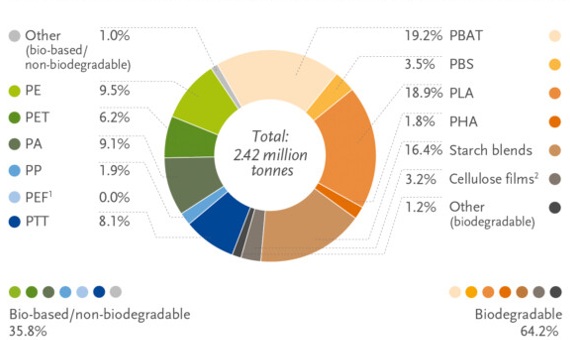 Other 1.0%
(bio-based/
non-biodegradable)
PE 9.5%
PET 6.2%
PA 9.1%
PP 1.9%
PEF¹ 0.0%
PTT 8.1%
Total:
2.42 million
tonnes
19.2% PBAT
3.5% PBS
18.9% PLA
1.8% PHA
16.4% Starch blends
3.2% Cellulose films²
1.2% Other
(biodegradable)
Bio-based/non-biodegradable
35.8%
Biodegradable
64.2%